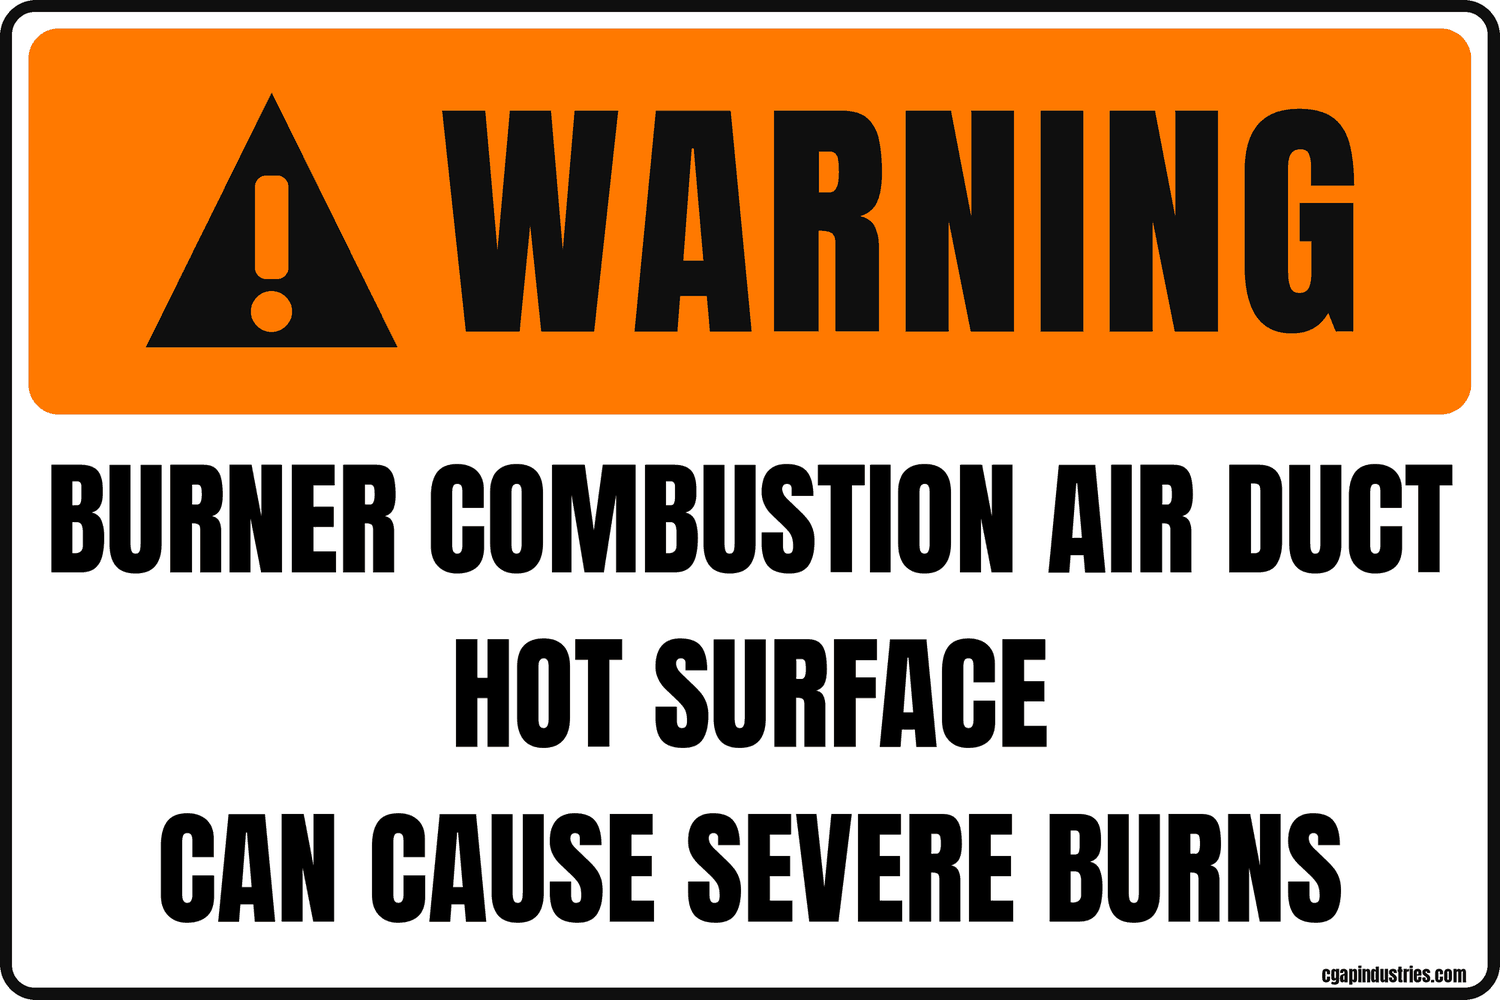 WARNING
BURNER COMBUSTION AIR DUCT
HOT SURFACE
CAN CAUSE SEVERE BURNS
cgapindustries.com